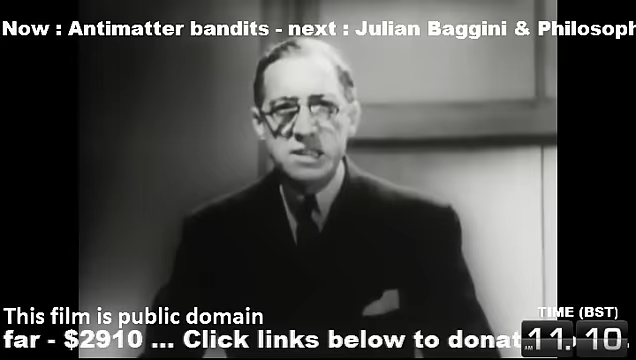 Now : Antimatter bandits - next : Julian Baggini & Philosoph
This film is public domain
TIME (BST)
far - $2910 ... Click links below to donat
AM 11. 10